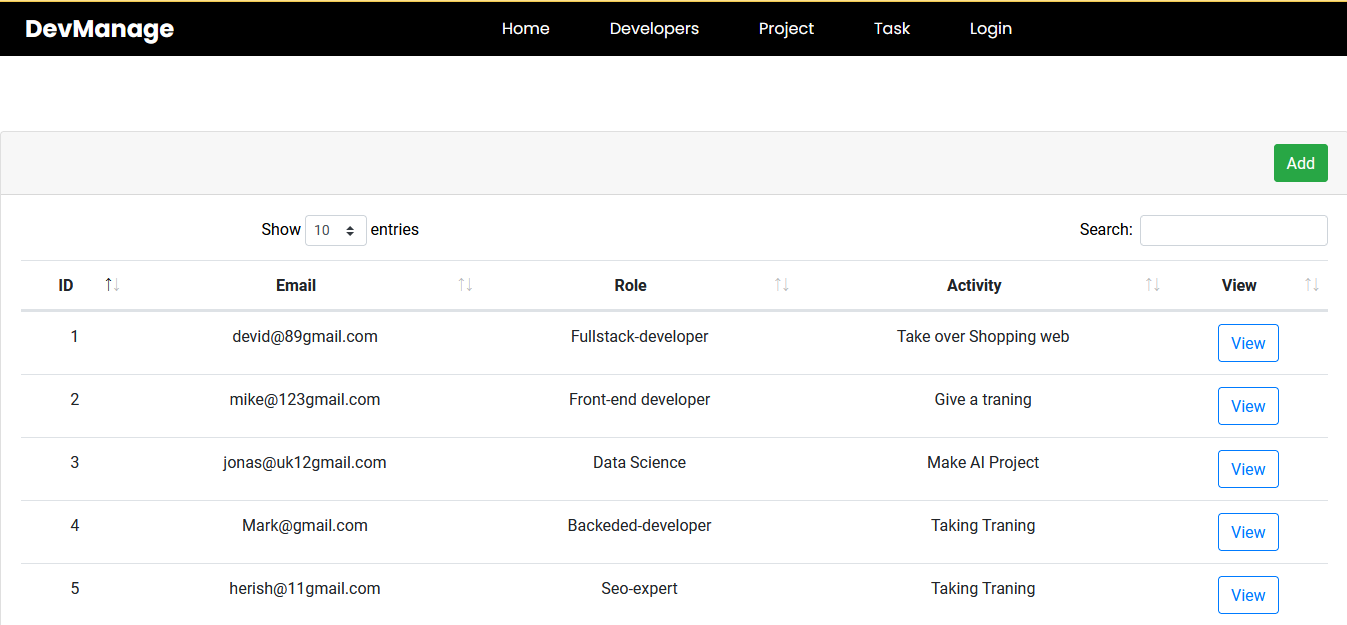 DevManage Home Developers Project Task Login
Add
Show 10 entries Search:
ID Email Role Activity View
1 devid@89gmail.com Fullstack-developer Take over Shopping web View
2 mike@123gmail.com Front-end developer Give a traning View
3 jonas@uk12gmail.com Data Science Make AI Project View
4 Mark@gmail.com Backeded-developer Taking Traning View
5 herish@11gmail.com Seo-expert Taking Traning View